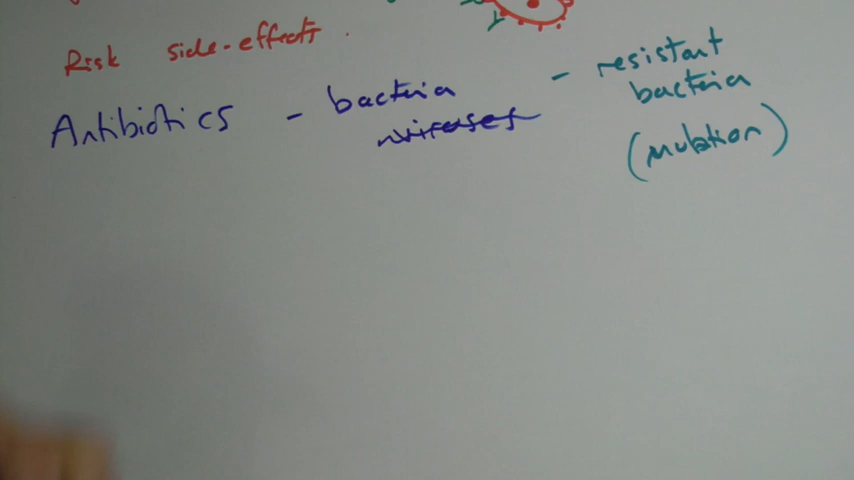 Risk side-effects.
Antibiotics - bacteria - resistant
viruses bacteria
(mutation)